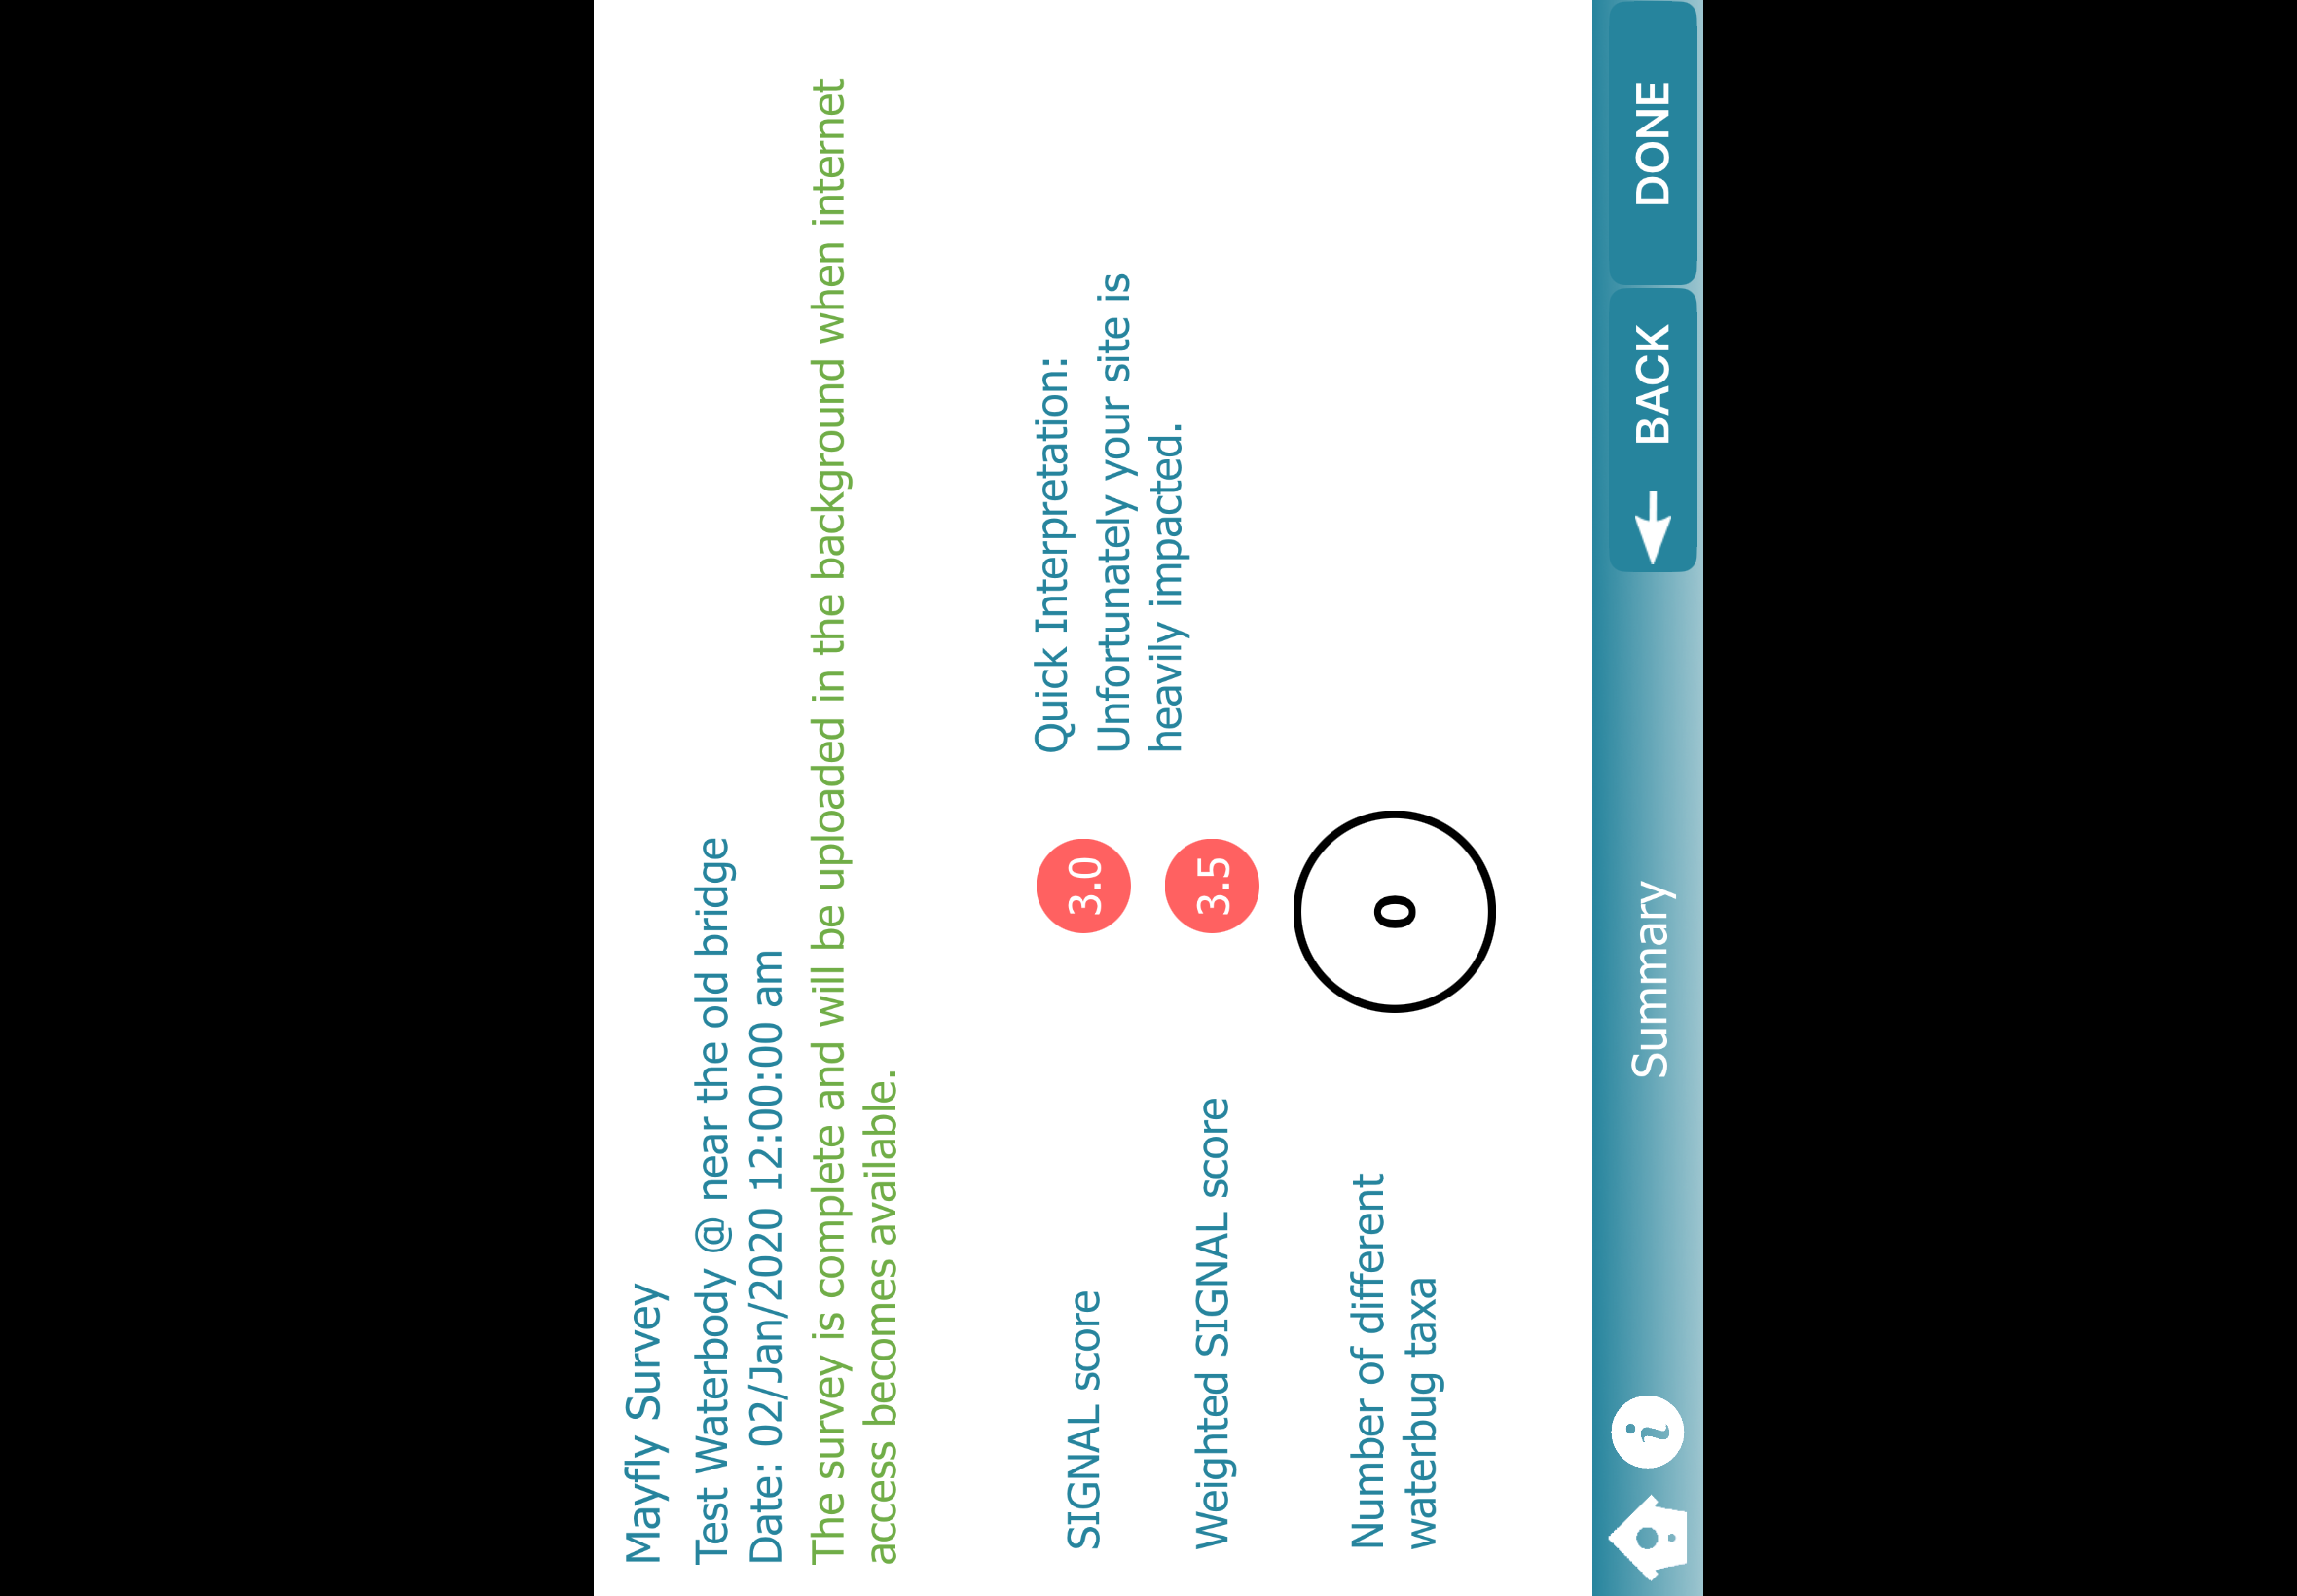 Mayfly Survey
Test Waterbody @ near the old bridge
Date: 02/Jan/2020 12:00:00 am
The survey is complete and will be uploaded in the background when internet
access becomes available.
SIGNAL score
3.0
Weighted SIGNAL score
3.5
Number of different
waterbug taxa
0
Quick Interpretation:
Unfortunately your site is
heavily impacted.
i
Summary
BACK
DONE